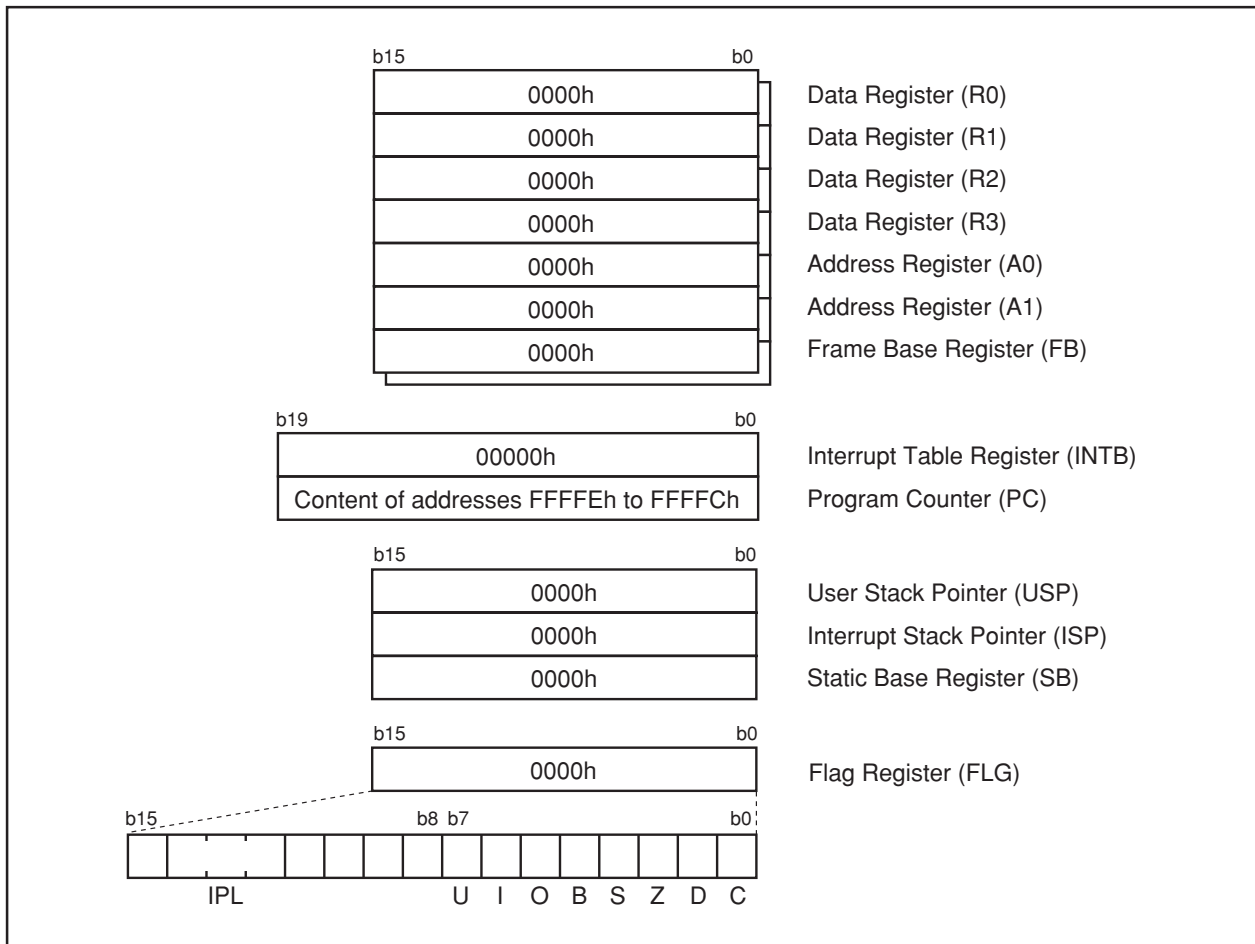 b15 b0
0000h Data Register (R0)
0000h Data Register (R1)
0000h Data Register (R2)
0000h Data Register (R3)
0000h Address Register (A0)
0000h Address Register (A1)
0000h Frame Base Register (FB)
b19 b0
00000h Interrupt Table Register (INTB)
Content of addresses FFFFEh to FFFFCh Program Counter (PC)
b15 b0
0000h User Stack Pointer (USP)
0000h Interrupt Stack Pointer (ISP)
0000h Static Base Register (SB)
b15 b0
0000h Flag Register (FLG)
b15 b8 b7 b0
IPL U I O B S Z D C